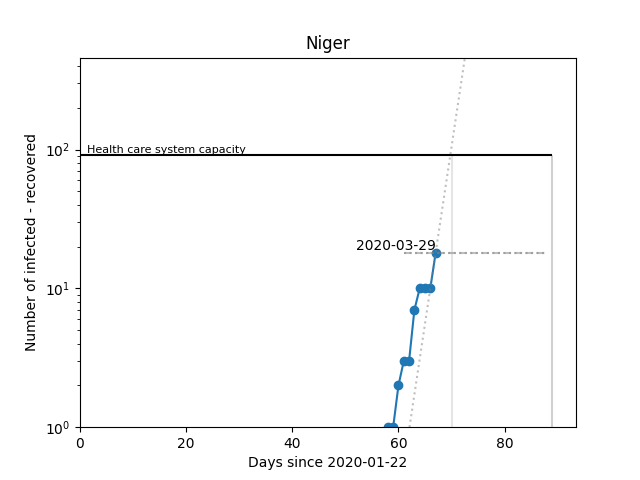 Niger
Number of infected - recovered
10²
10¹
10⁰
Health care system capacity
2020-03-29
0 20 40 60 80
Days since 2020-01-22